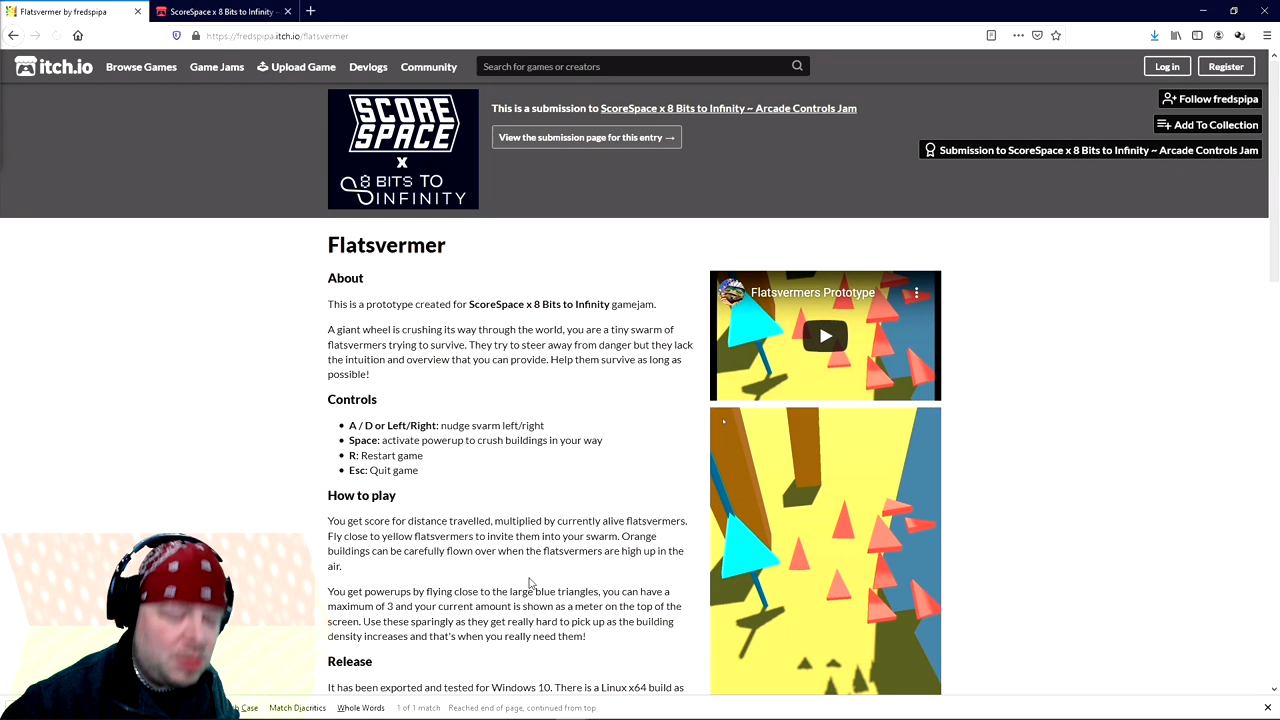 Flatsvermer by fredspipa
ScoreSpace x 8 Bits to Infinity
https://fredspipa.itch.io/flatsvermer
itch.io
Browse Games
Game Jams
Upload Game
Devlogs
Community
Search for games or creators
Log in
Register
SCORE
SPACE
X
8 BITS TO
INFINITY
This is a submission to ScoreSpace x 8 Bits to Infinity ~ Arcade Controls Jam
View the submission page for this entry →
Follow fredspipa
Add To Collection
Submission to ScoreSpace x 8 Bits to Infinity ~ Arcade Controls Jam
Flatsvermer
About
This is a prototype created for ScoreSpace x 8 Bits to Infinity gamejam.
A giant wheel is crushing its way through the world, you are a tiny swarm of
flatsvermers trying to survive. They try to steer away from danger but they lack
the intuition and overview that you can provide. Help them survive as long as
possible!
Controls
A / D or Left/Right: nudge svarm left/right
Space: activate powerup to crush buildings in your way
R: Restart game
Esc: Quit game
How to play
You get score for distance travelled, multiplied by currently alive flatsvermers.
Fly close to yellow flatsvermers to invite them into your swarm. Orange
buildings can be carefully flown over when the flatsvermers are high up in the
air.
You get powerups by flying close to the large blue triangles, you can have a
maximum of 3 and your current amount is shown as a meter on the top of the
screen. Use these sparingly as they get really hard to pick up as the building
density increases and that's when you really need them!
Release
It has been exported and tested for Windows 10. There is a Linux x64 build as
Flatsvermers Prototype
Case
Match Diacritics
Whole Words
1 of 1 match
Reached end of page, continued from top